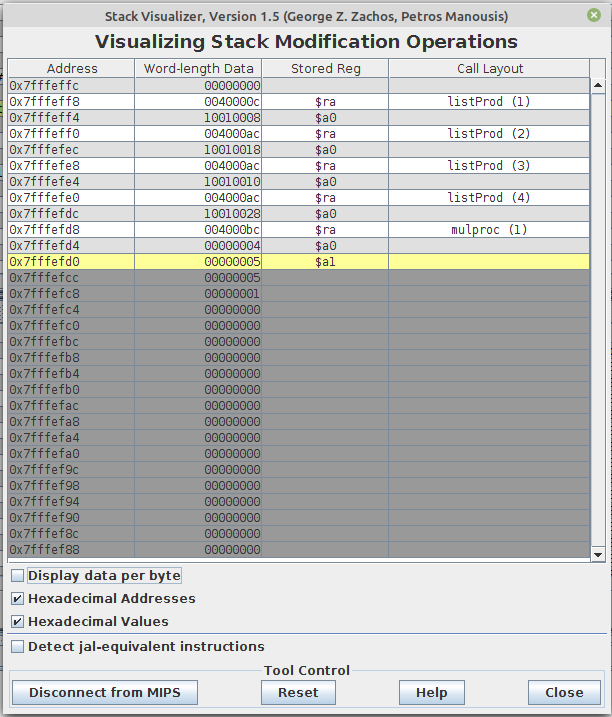 Stack Visualizer, Version 1.5 (George Z. Zachos, Petros Manousis)
Visualizing Stack Modification Operations
Address Word-length Data Stored Reg Call Layout
0x7fffeffc 00000000
0x7fffeff8 0040000c $ra listProd (1)
0x7fffeff4 10010008 $a0
0x7fffeff0 004000ac $ra listProd (2)
0x7fffefec 10010018 $a0
0x7fffefe8 004000ac $ra listProd (3)
0x7fffefe4 10010010 $a0
0x7fffefe0 004000ac $ra listProd (4)
0x7fffefdc 10010028 $a0
0x7fffefd8 004000bc $ra mulproc (1)
0x7fffefd4 00000004 $a0
0x7fffefd0 00000005 $a1
0x7fffefcc 00000005
0x7fffefc8 00000001
0x7fffefc4 00000000
0x7fffefc0 00000000
0x7fffefbc 00000000
0x7fffefb8 00000000
0x7fffefb4 00000000
0x7fffefb0 00000000
0x7fffefac 00000000
0x7fffefa8 00000000
0x7fffefa4 00000000
0x7fffefa0 00000000
0x7fffef9c 00000000
0x7fffef98 00000000
0x7fffef94 00000000
0x7fffef90 00000000
0x7fffef8c 00000000
0x7fffef88 00000000
Display data per byte
Hexadecimal Addresses
Hexadecimal Values
Detect jal-equivalent instructions
Tool Control
Disconnect from MIPS Reset Help Close